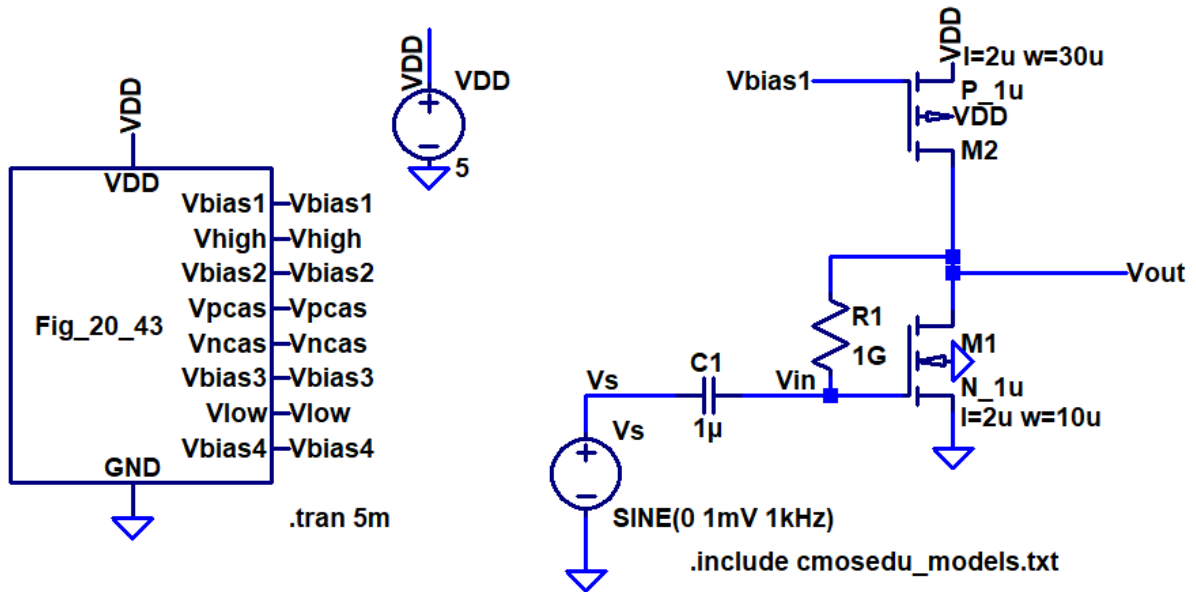 VDD
VDD
Vbias1
Vhigh
Vbias2
Vpcas
Vncas
Vbias3
Vlow
Vbias4
GND
Fig_20_43
Vbias1
Vhigh
Vbias2
Vpcas
Vncas
Vbias3
Vlow
Vbias4
.tran 5m
VDD
VDD
5
VDD
l=2u w=30u
Vbias1
P_1u
VDD
M2
Vout
R1
1G
M1
N_1u
l=2u w=10u
C1
1µ
Vin
Vs
Vs
SINE(0 1mV 1kHz)
.include cmosedu_models.txt